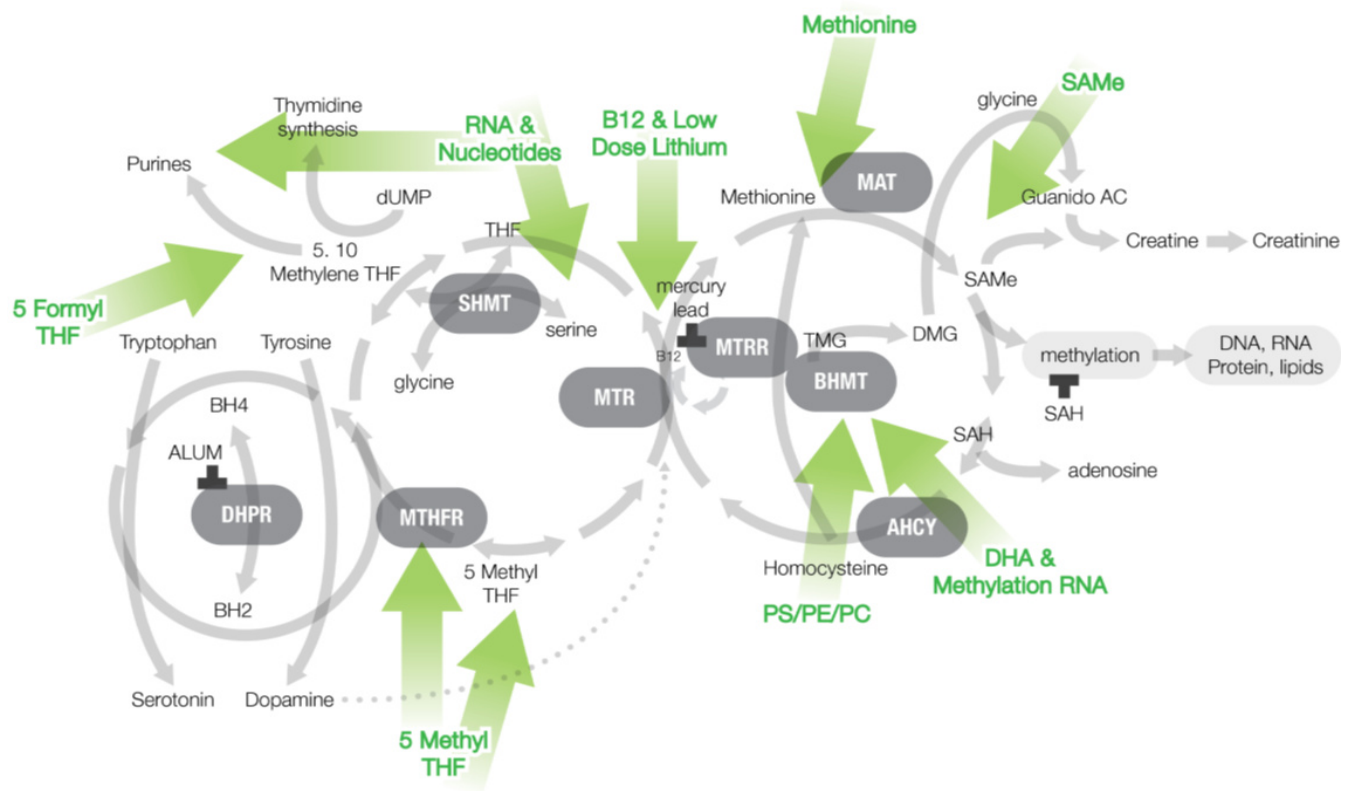 Methionine
SAMe
glycine
Thymidine
synthesis
RNA &
Nucleotides
B12 & Low
Dose Lithium
Purines
dUMP
Methionine
MAT
Guanido AC
THF
Creatine
Creatinine
5. 10
Methylene THF
SAMe
mercury
lead
5 Formyl
THF
SHMT
serine
Tryptophan
Tyrosine
B12
MTRR
TMG
DMG
methylation
DNA, RNA
Protein, lipids
glycine
BHMT
MTR
SAH
BH4
SAH
ALUM
adenosine
DHPR
MTHFR
AHCY
5 Methyl
THF
Homocysteine
DHA &
Methylation RNA
BH2
PS/PE/PC
Serotonin
Dopamine
5 Methyl
THF